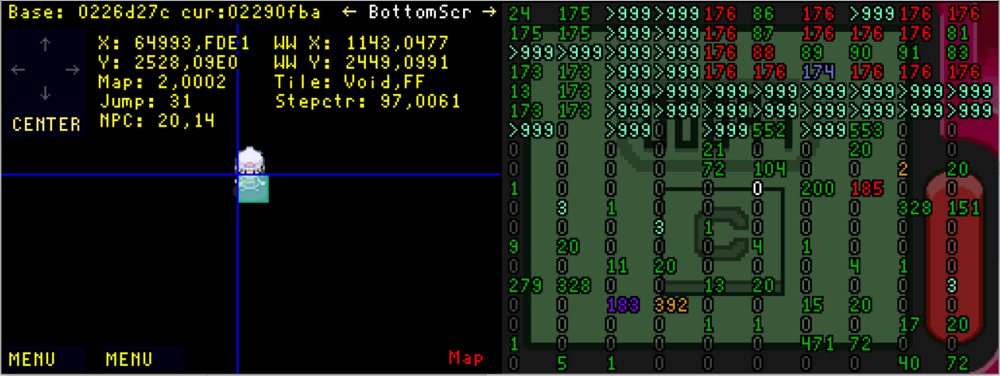 Base: 0226d27c cur:02290fba ← BottomScr →
X: 64993,FDE1 WW X: 1143,0477
Y: 2528,09E0 WW Y: 2449,0991
Map: 2,0002 Tile: Void,FF
Jump: 31 Stepctr: 97,0061
NPC: 20,14
↑
← →
↓
CENTER
MENU MENU Map
24 175 >999 >999 176 86 176 >999 176 176
175 175 >999 >999 176 87 176 176 176 81
>999 >999 >999 >999 176 88 89 90 91 83
173 173 >999 >999 176 176 174 176 176 176
13 173 >999 >999 >999 >999 >999 >999 >999 >999
173 173 >999 >999 >999 >999 >999 >999 >999 >999
>999 0 >999 0 >999 552 >999 553 0 0
0 0 0 0 21 0 0 20 0 0
0 0 0 0 72 104 0 0 2 20
1 0 0 0 0 0 200 185 0 0
0 3 1 0 0 0 0 0 328 151
0 0 0 3 1 0 0 0 0 0
9 20 0 0 0 4 1 0 0 0
0 0 11 20 0 0 0 4 1 0
279 328 0 0 13 20 0 0 0 3
0 0 183 392 0 0 15 20 0 0
0 0 0 0 1 1 0 0 17 20
1 0 0 0 0 0 471 72 0 0
0 5 1 0 0 0 0 0 40 72